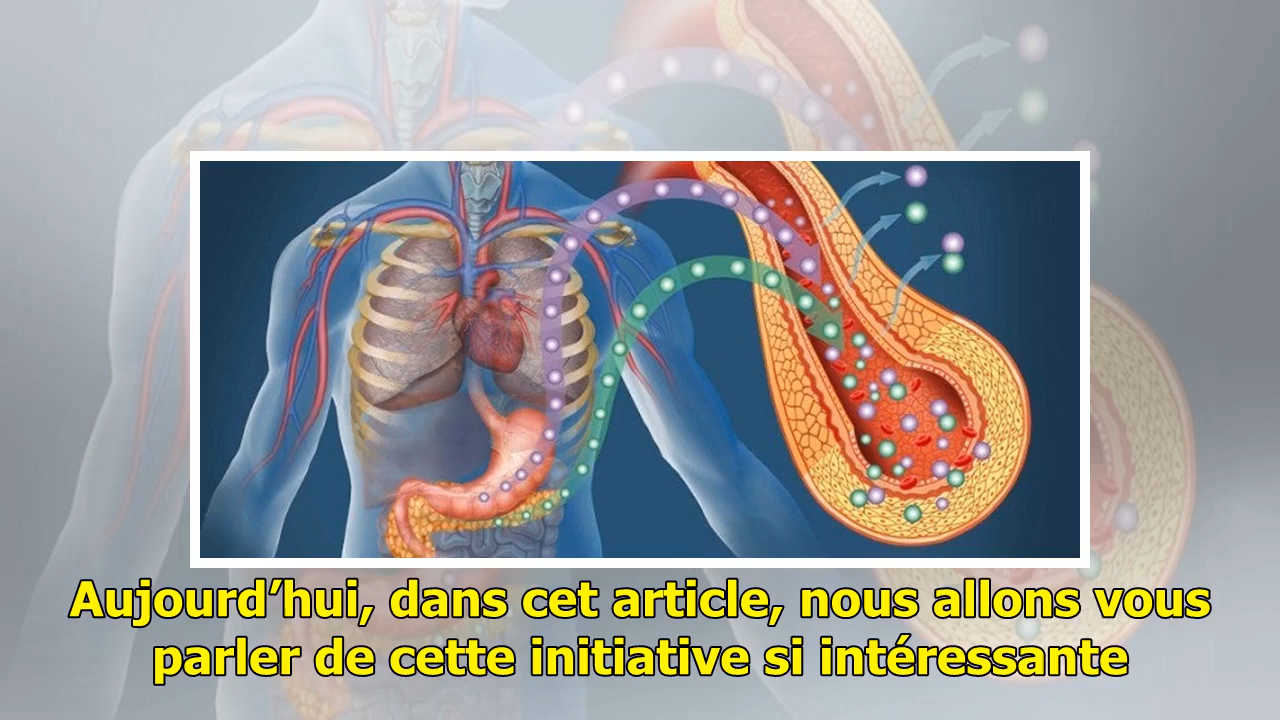 Aujourd’hui, dans cet article, nous allons vous
parler de cette initiative si intéressante